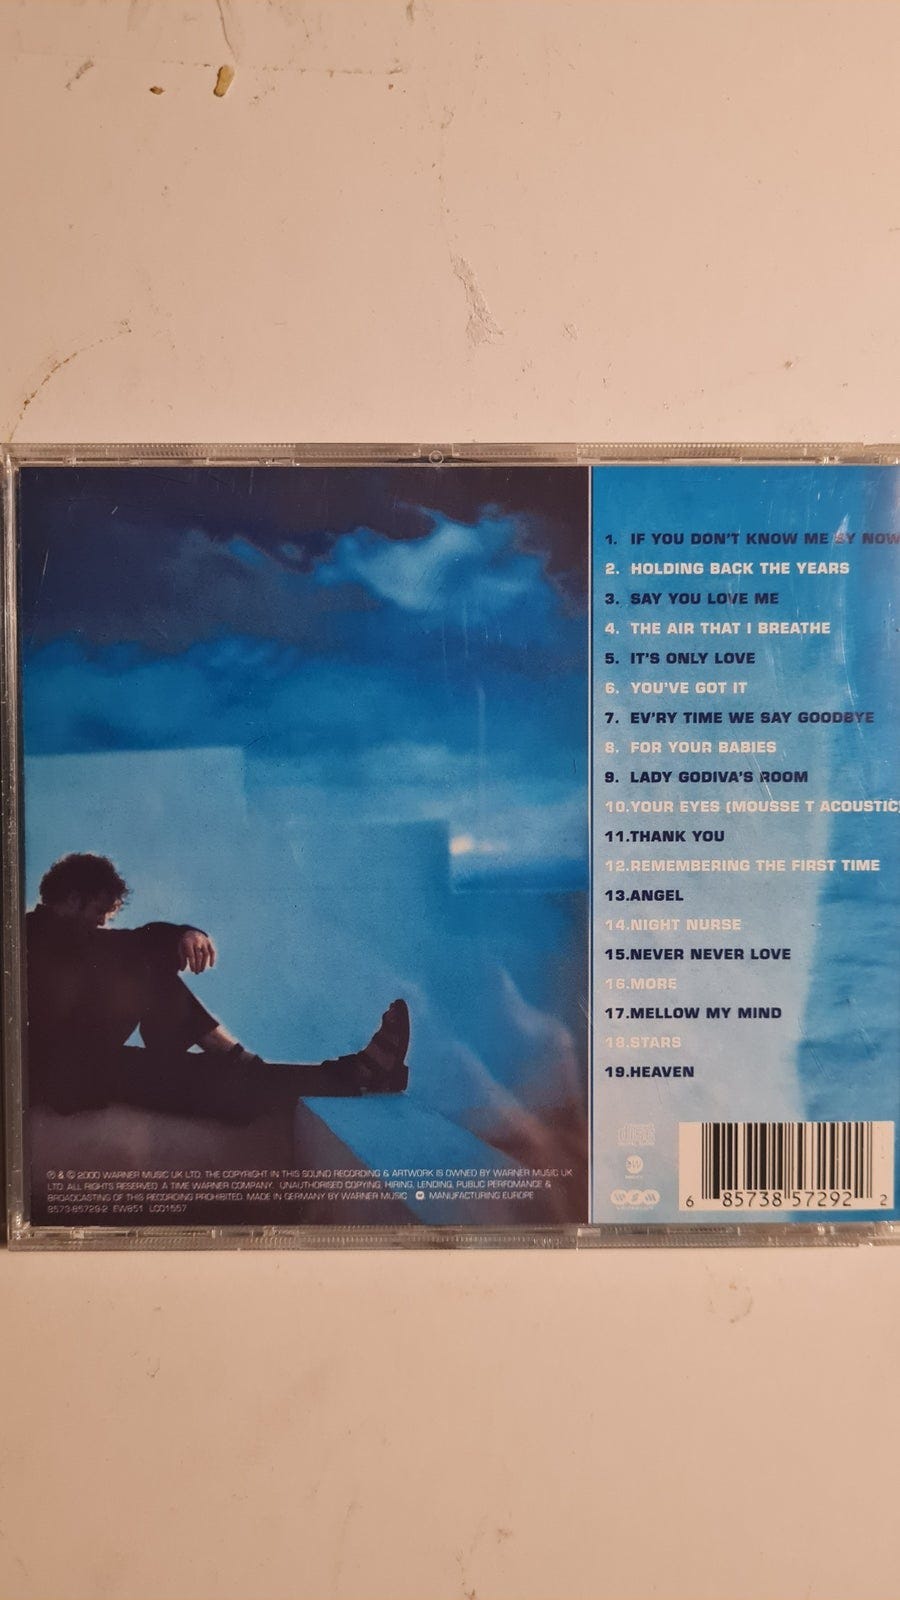 1. IF YOU DON'T KNOW ME BY NOW
2. HOLDING BACK THE YEARS
3. SAY YOU LOVE ME
4. THE AIR THAT I BREATHE
5. IT'S ONLY LOVE
6. YOU'VE GOT IT
7. EV'RY TIME WE SAY GOODBYE
8. FOR YOUR BABIES
9. LADY GODIVA'S ROOM
10.YOUR EYES (MOUSSE T ACOUSTIC)
11.THANK YOU
12.REMEMBERING THE FIRST TIME
13.ANGEL
14.NIGHT NURSE
15.NEVER NEVER LOVE
16.MORE
17.MELLOW MY MIND
18.STARS
19.HEAVEN
℗ & © 2000 WARNER MUSIC UK LTD. THE COPYRIGHT IN THIS SOUND RECORDING & ARTWORK IS OWNED BY WARNER MUSIC UK
LTD. ALL RIGHTS RESERVED. A TIME WARNER COMPANY. UNAUTHORISED COPYING, HIRING, LENDING, PUBLIC PERFOMANCE &
BROADCASTING OF THIS RECORDING PROHIBITED. MADE IN GERMANY BY WARNER MUSIC MANUFACTURING EUROPE
8573-85729-2 EW851 LC01557
6 85738 57292 2